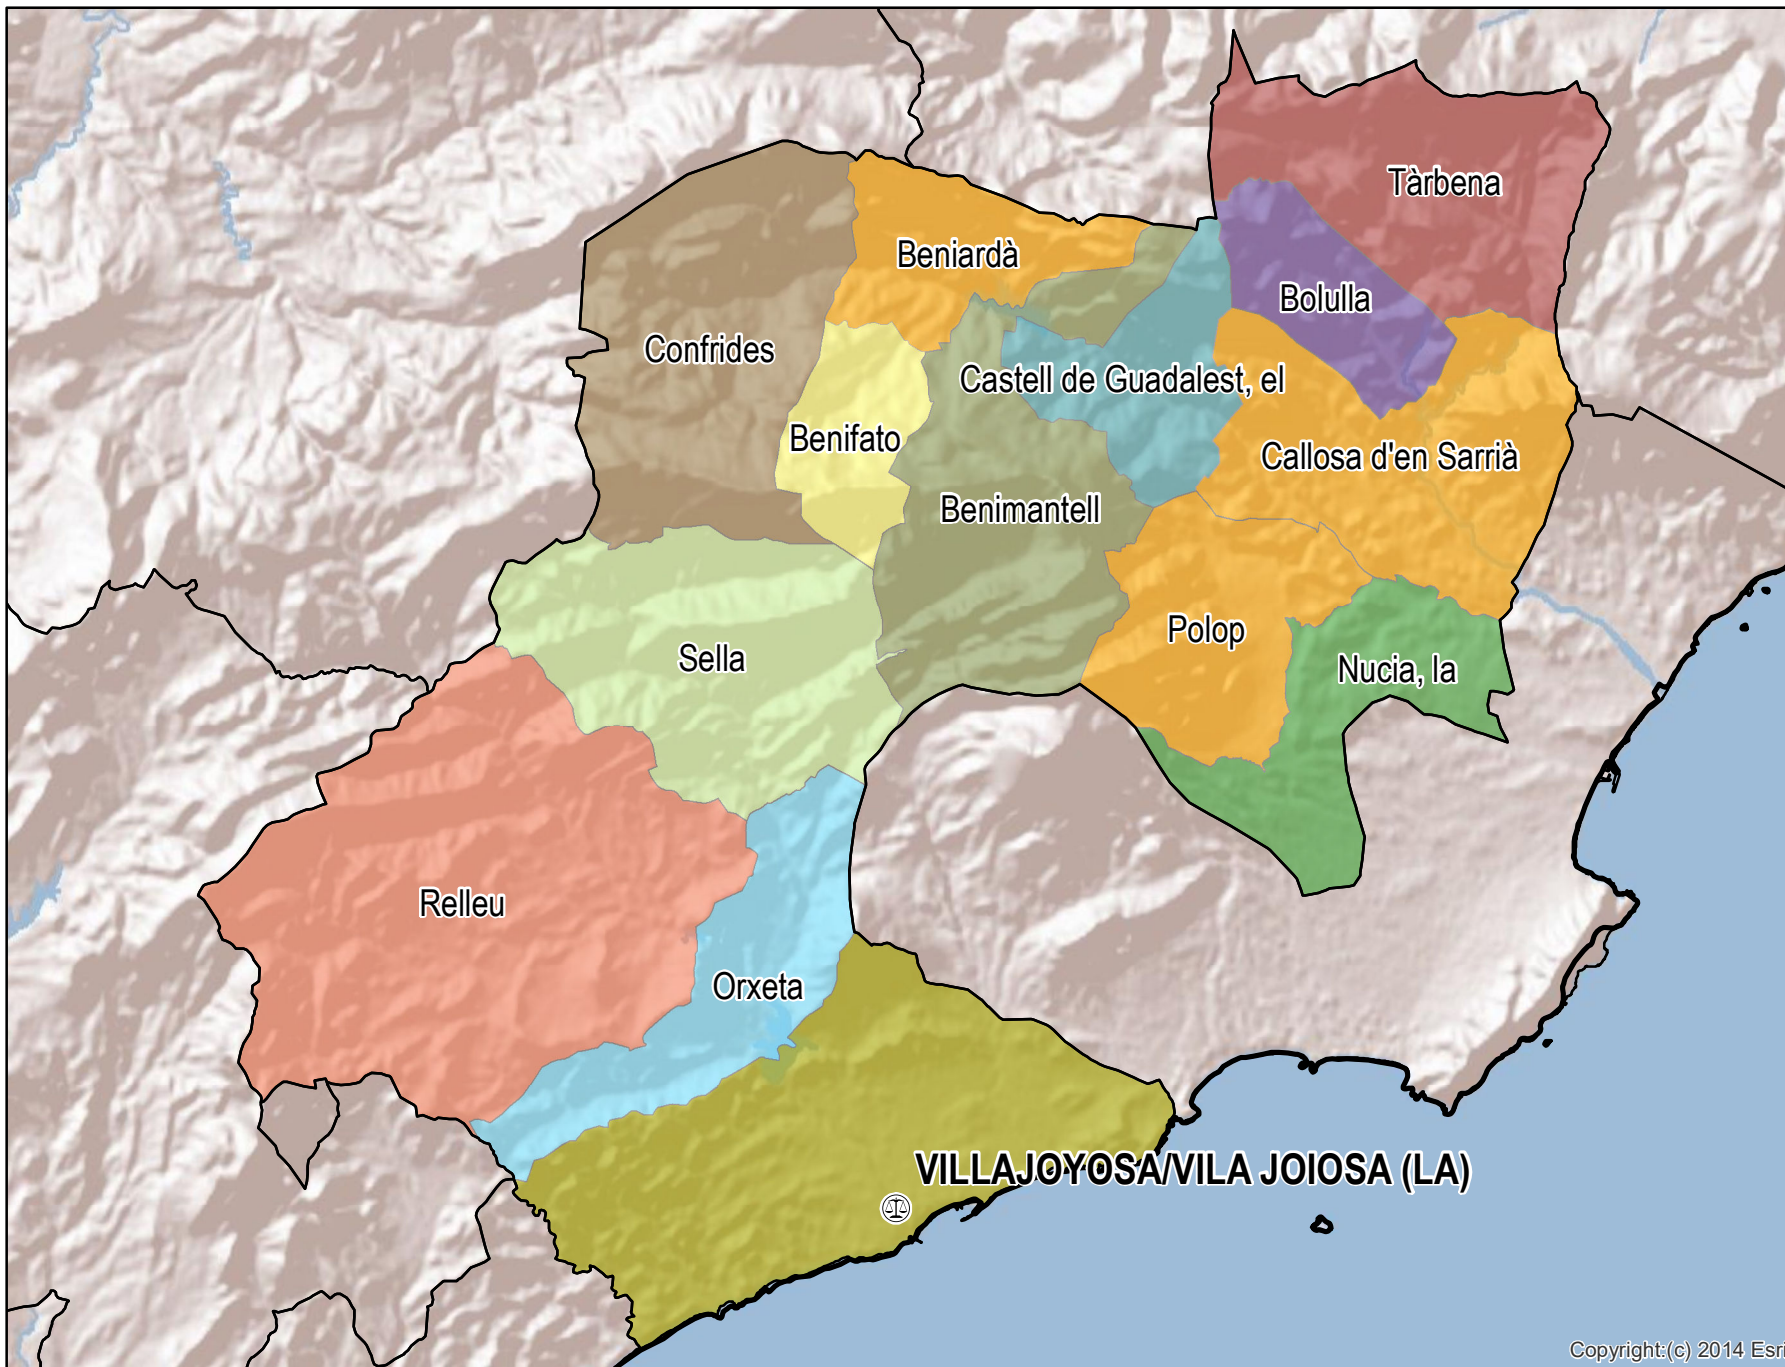 Tàrbena
Beniardà
Bolulla
Confrides
Castell de Guadalest, el
Benifato
Callosa d'en Sarrià
Benimantell
Polop
Sella
Nucia, la
Relleu
Orxeta
VILLAJOYOSA/VILA JOIOSA (LA)
Copyright:(c) 2014 Esri